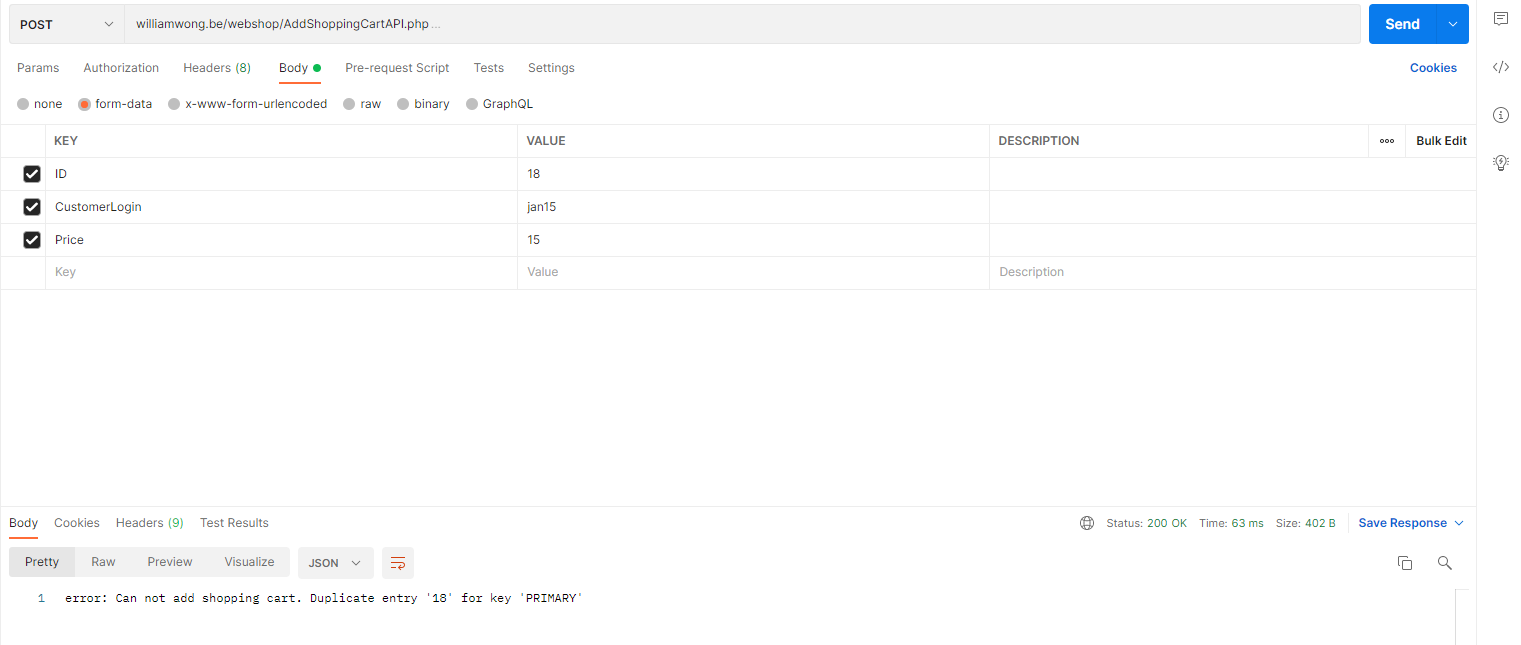 POST williamwong.be/webshop/AddShoppingCartAPI.php ... Send
Params Authorization Headers (8) Body Pre-request Script Tests Settings Cookies
none form-data x-www-form-urlencoded raw binary GraphQL
KEY VALUE DESCRIPTION Bulk Edit
ID 18
CustomerLogin jan15
Price 15
Key Value Description
Body Cookies Headers (9) Test Results Status: 200 OK Time: 63 ms Size: 402 B Save Response
Pretty Raw Preview Visualize JSON
1 error: Can not add shopping cart. Duplicate entry '18' for key 'PRIMARY'